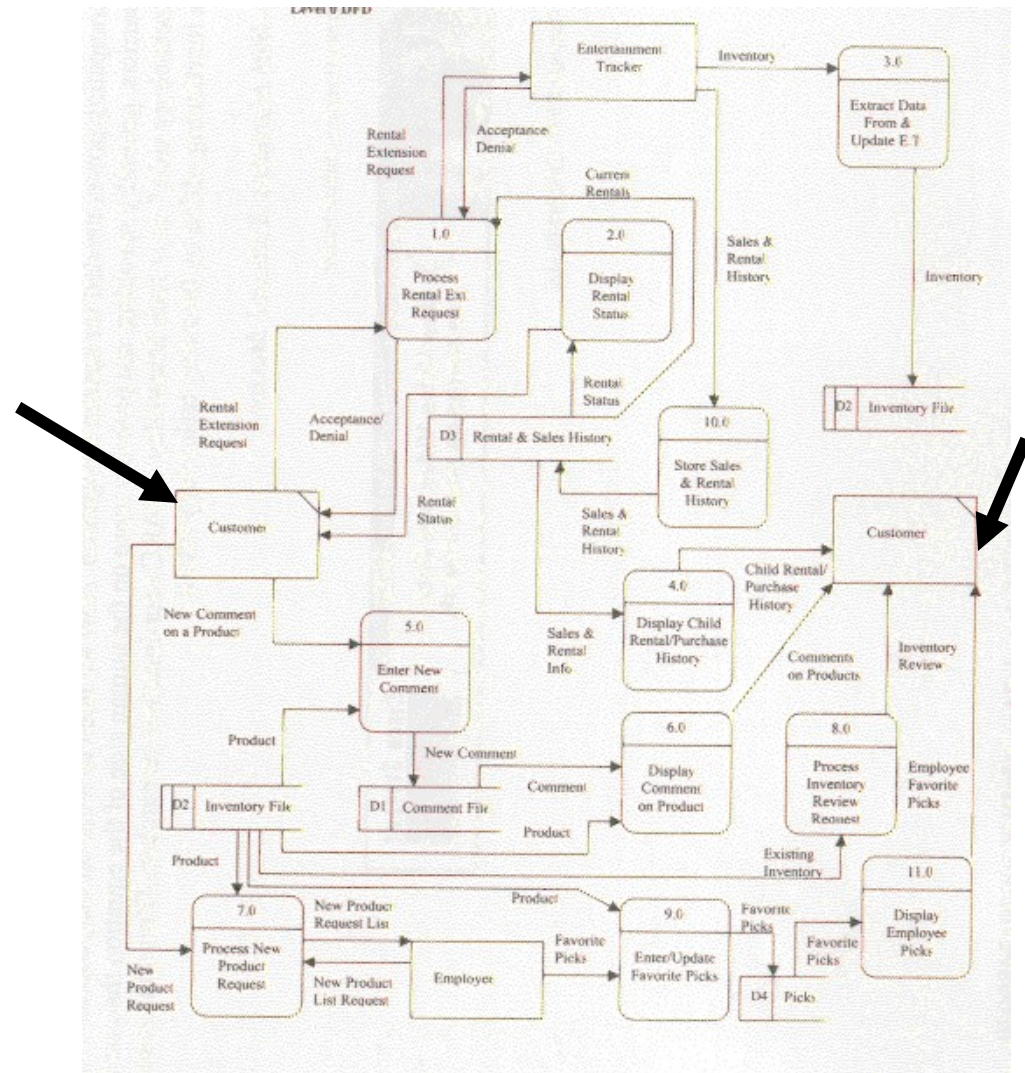 Level 0 DFD
Entertainment
Tracker
Inventory
3.0
Extract Data
From &
Update E.T
Rental
Extension
Request
Acceptance
Denial
Current
Rentals
1.0
Process
Rental Ext
Request
2.0
Display
Rental
Status
Sales &
Rental
History
Inventory
Rental
Extension
Request
Acceptance/
Denial
Rental
Status
D3
Rental & Sales History
10.0
Store Sales
& Rental
History
D2
Inventory File
Customer
Rental
Status
Sales &
Rental
History
Customer
New Comment
on a Product
5.0
Enter New
Comment
Sales &
Rental
Info
4.0
Display Child
Rental/Purchase
History
Child Rental/
Purchase
History
Comments
on Products
Inventory
Review
Product
New Comment
6.0
Display
Comment
on Product
8.0
Process
Inventory
Review
Request
Employee
Favorite
Picks
D2
Inventory File
D1
Comment File
Comment
Product
Product
Existing
Inventory
11.0
Display
Employee
Picks
7.0
Process New
Product
Request
New Product
Request List
Product
9.0
Enter/Update
Favorite Picks
Favorite
Picks
Favorite
Picks
New
Product
Request
New Product
List Request
Employee
Favorite
Picks
D4
Picks